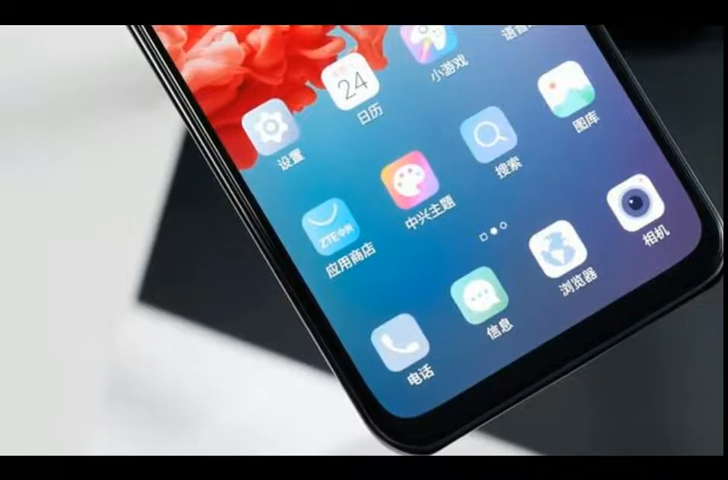 小游戏
24
日历
图库
设置
搜索
中兴主题
ZTE中兴
应用商店
相机
浏览器
信息
电话